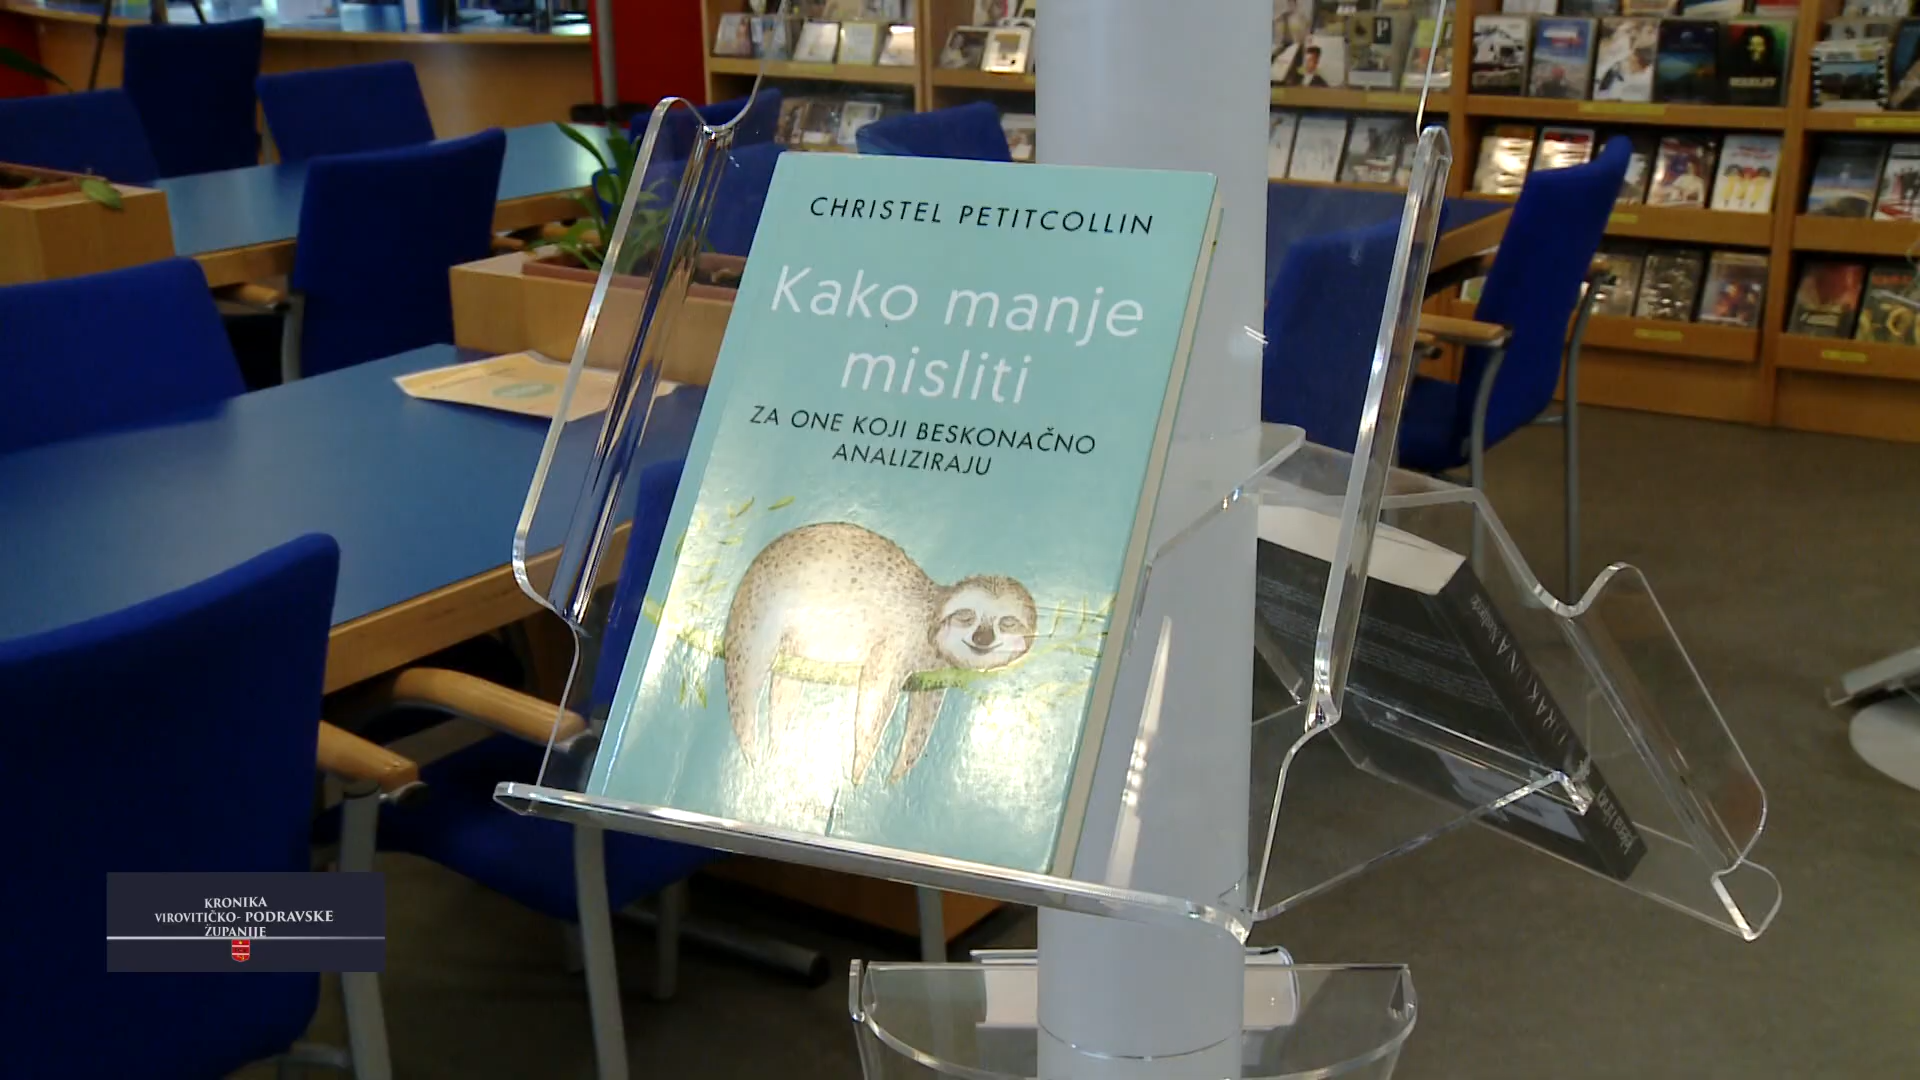 CHRISTEL PETITCOLLIN
Kako manje
misliti
ZA ONE KOJI BESKONAČNO
ANALIZIRAJU
KRONIKA
VIROVITIČKO- PODRAVSKE
ŽUPANIJE